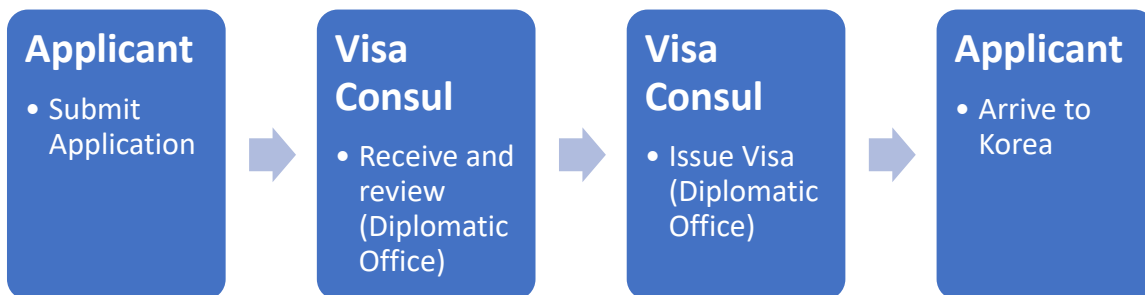 Applicant
• Submit
Application
Visa
Consul
• Receive and
review
(Diplomatic
Office)
Visa
Consul
• Issue Visa
(Diplomatic
Office)
Applicant
• Arrive to
Korea